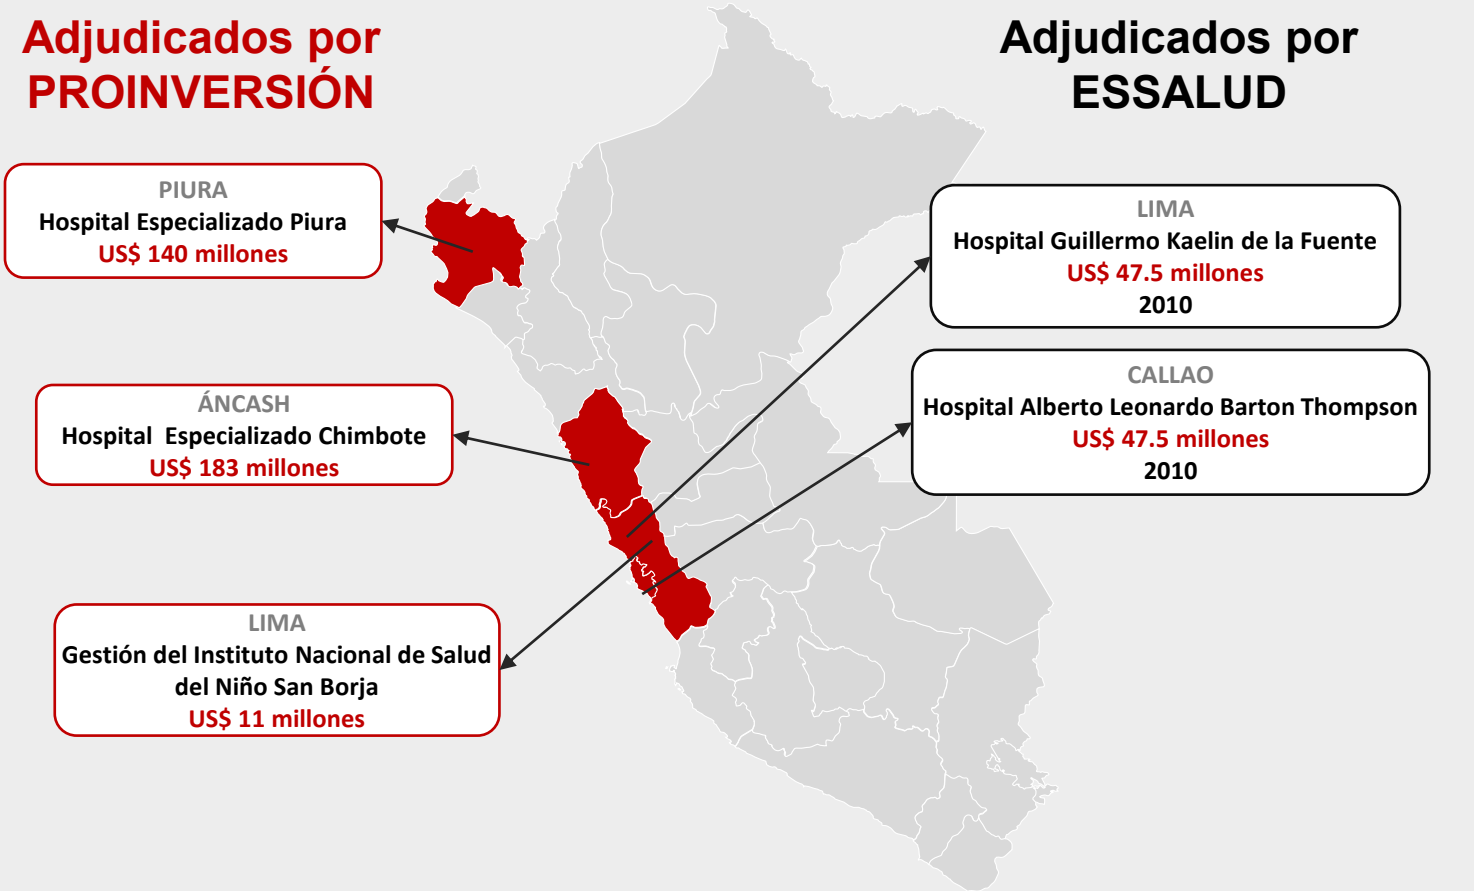 Adjudicados por
PROINVERSIÓN
PIURA
Hospital Especializado Piura
US$ 140 millones
ÁNCASH
Hospital Especializado Chimbote
US$ 183 millones
LIMA
Gestión del Instituto Nacional de Salud
del Niño San Borja
US$ 11 millones
Adjudicados por
ESSALUD
LIMA
Hospital Guillermo Kaelin de la Fuente
US$ 47.5 millones
2010
CALLAO
Hospital Alberto Leonardo Barton Thompson
US$ 47.5 millones
2010